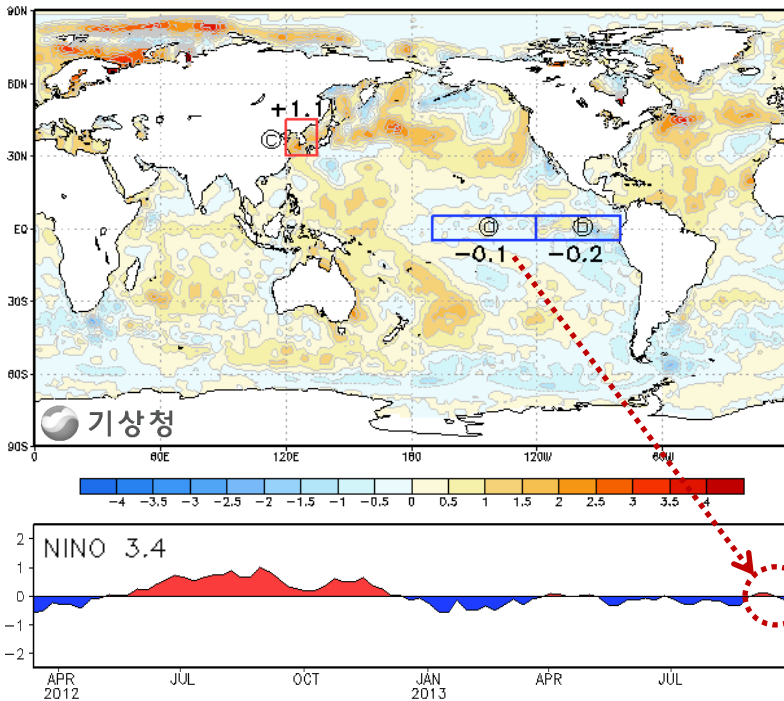 90N
60N
30N
EQ
30S
60S
90S
+1.1
ⓒ
ⓐ
ⓑ
-0.1
-0.2
기상청
0 60E 120E 180 120W 60W
-4 -3.5 -3 -2.5 -2 -1.5 -1 -0.5 0 0.5 1 1.5 2 2.5 3 3.5 4
NINO 3.4
2
1
0
-1
-2
APR JUL OCT JAN APR JUL
2012 2013